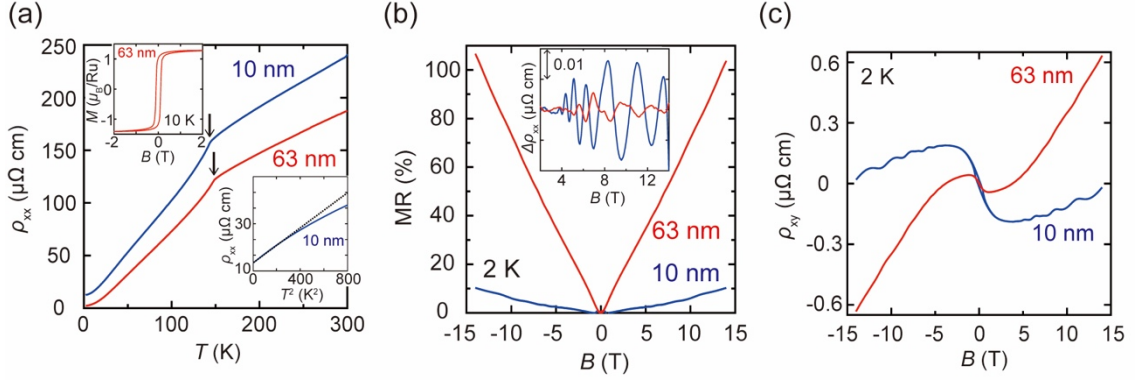 (a)
250
200
150
100
50
0
ρxx (μΩ cm)
0 100 200 300
T (K)
10 nm
63 nm
63 nm
10 K
1
0
-1
M (μB/Ru)
-2 0 2
B (T)
10 nm
30
10
ρxx (μΩ cm)
0 400 800
T² (K²)
(b)
100
80
60
40
20
0
MR (%)
-15 -10 -5 0 5 10 15
B (T)
2 K
63 nm
10 nm
0.01
Δρxx (μΩ cm)
4 8 12
B (T)
(c)
0.6
0.3
0
-0.3
-0.6
ρxy (μΩ cm)
-15 -10 -5 0 5 10 15
B (T)
2 K
63 nm
10 nm